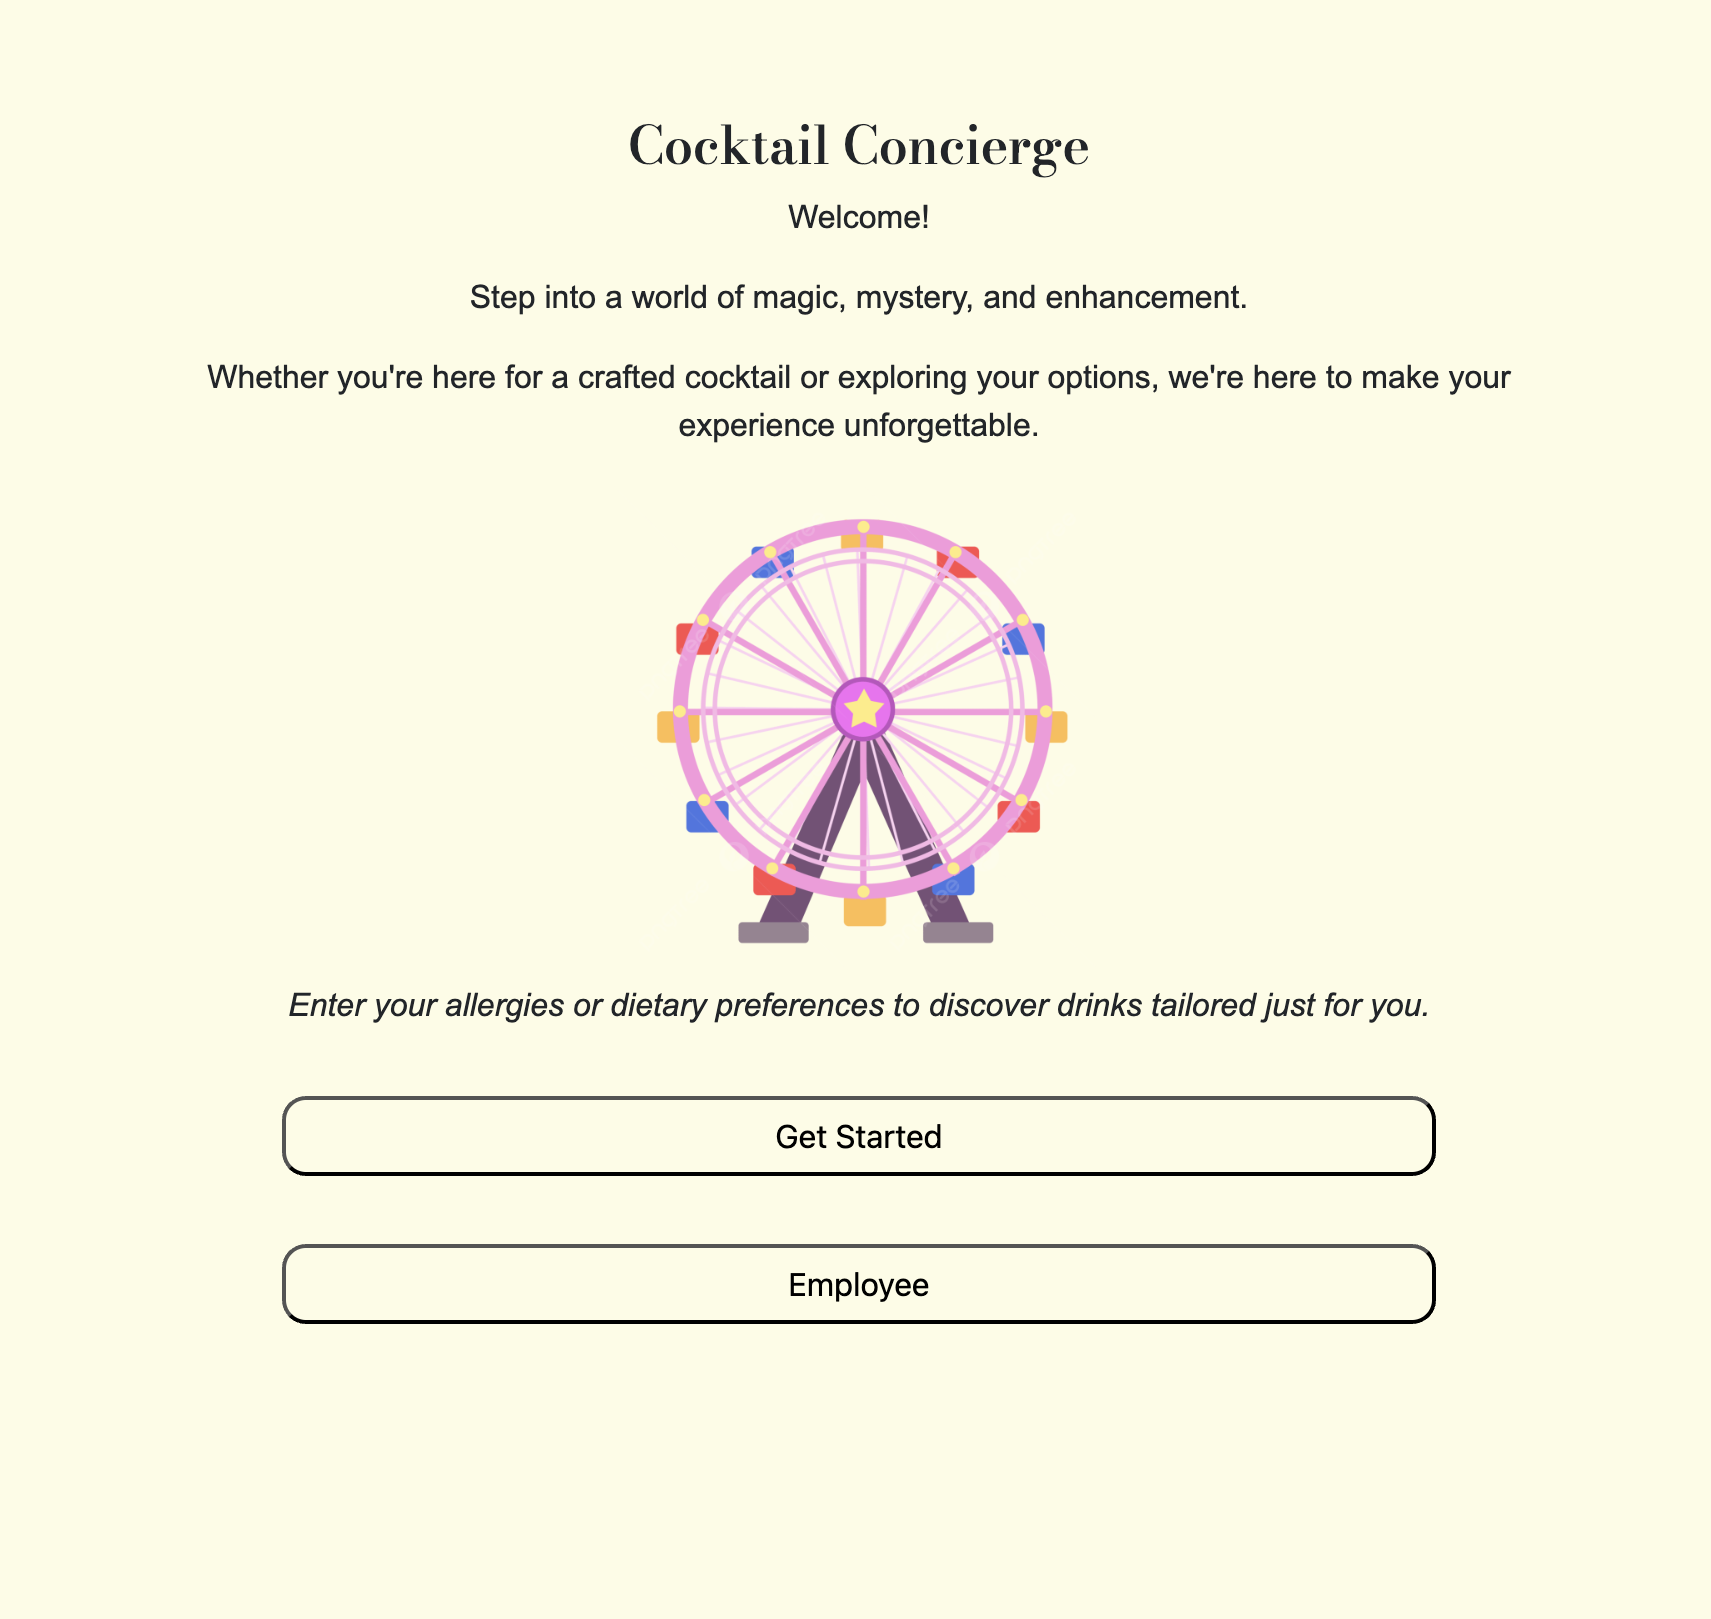 Cocktail Concierge
Welcome!
Step into a world of magic, mystery, and enhancement.
Whether you're here for a crafted cocktail or exploring your options, we're here to make your
experience unforgettable.
Enter your allergies or dietary preferences to discover drinks tailored just for you.
Get Started
Employee